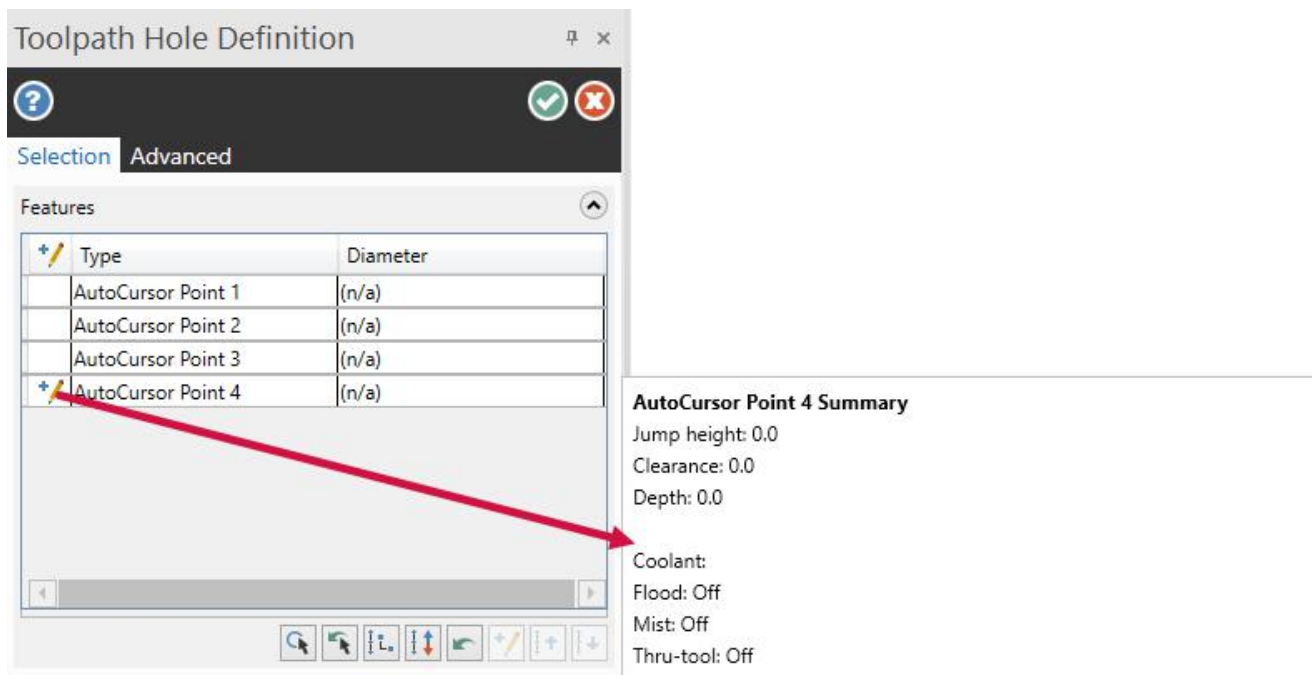 Toolpath Hole Definition
Selection Advanced
Features
Type Diameter
AutoCursor Point 1 (n/a)
AutoCursor Point 2 (n/a)
AutoCursor Point 3 (n/a)
AutoCursor Point 4 (n/a)
AutoCursor Point 4 Summary
Jump height: 0.0
Clearance: 0.0
Depth: 0.0
Coolant:
Flood: Off
Mist: Off
Thru-tool: Off